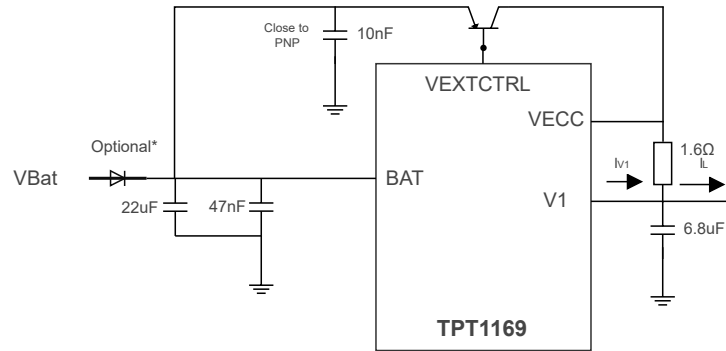 Close to
PNP
10nF
VEXTCTRL
VECC
Optional*
1.6Ω
VBat
BAT
IV1
IL
22uF
47nF
V1
6.8uF
TPT1169